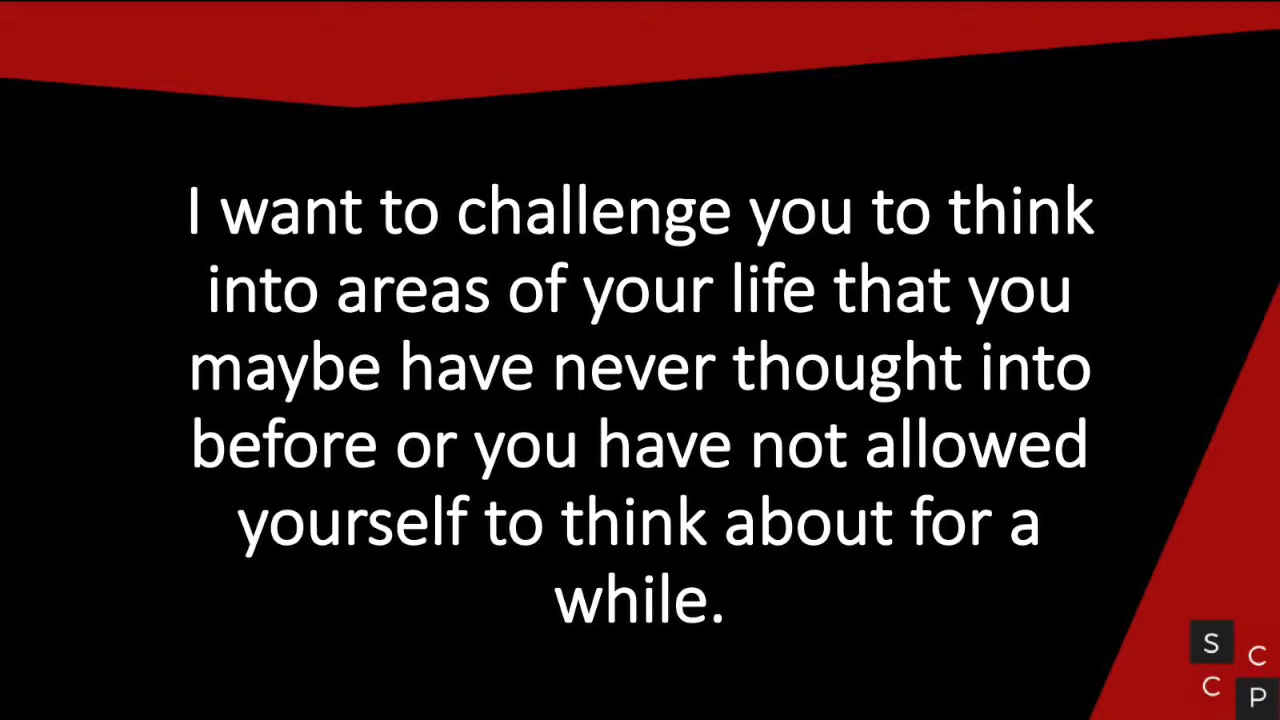 I want to challenge you to think
into areas of your life that you
maybe have never thought into
before or you have not allowed
yourself to think about for a
while.
S
C
C
P